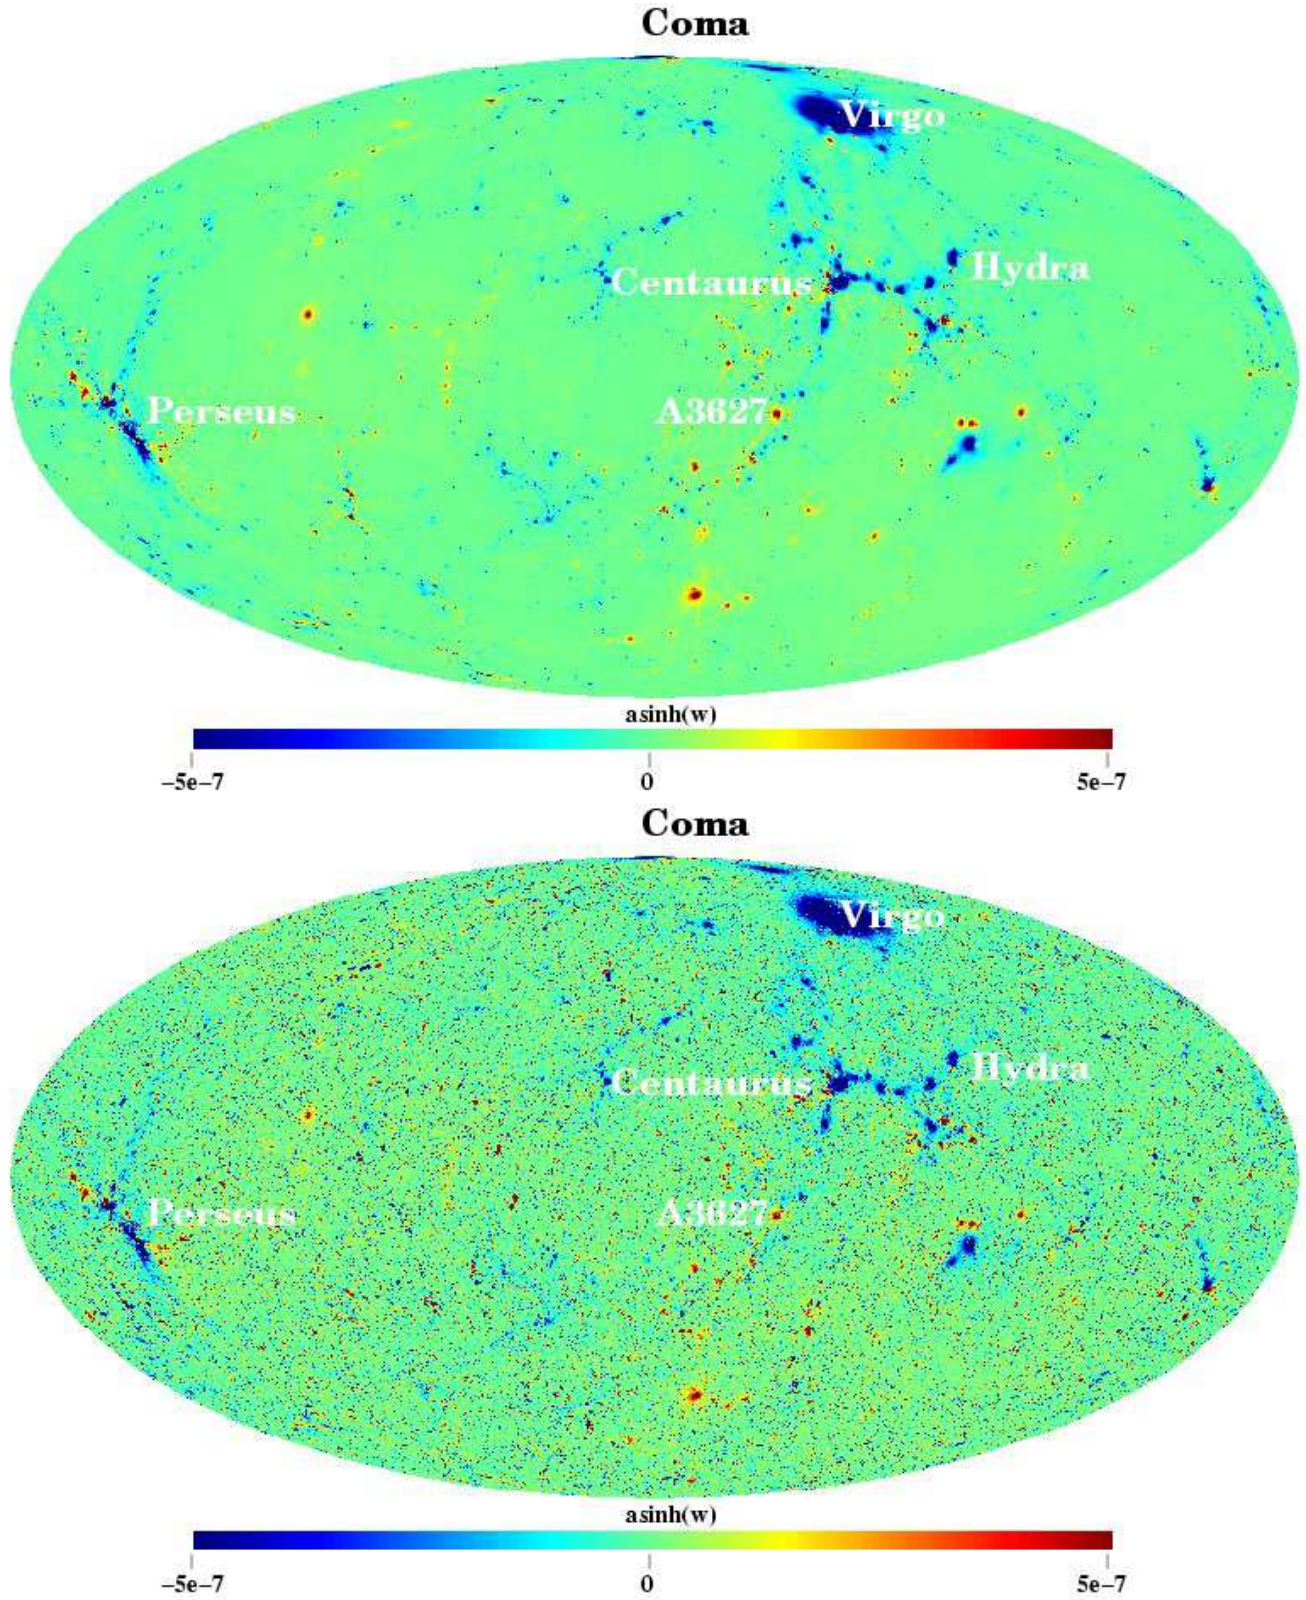 Coma
Virgo
Centaurus
Hydra
Perseus
A3627
asinh(w)
−5e−7
0
5e−7
Coma
Virgo
Centaurus
Hydra
Perseus
A3627
asinh(w)
−5e−7
0
5e−7